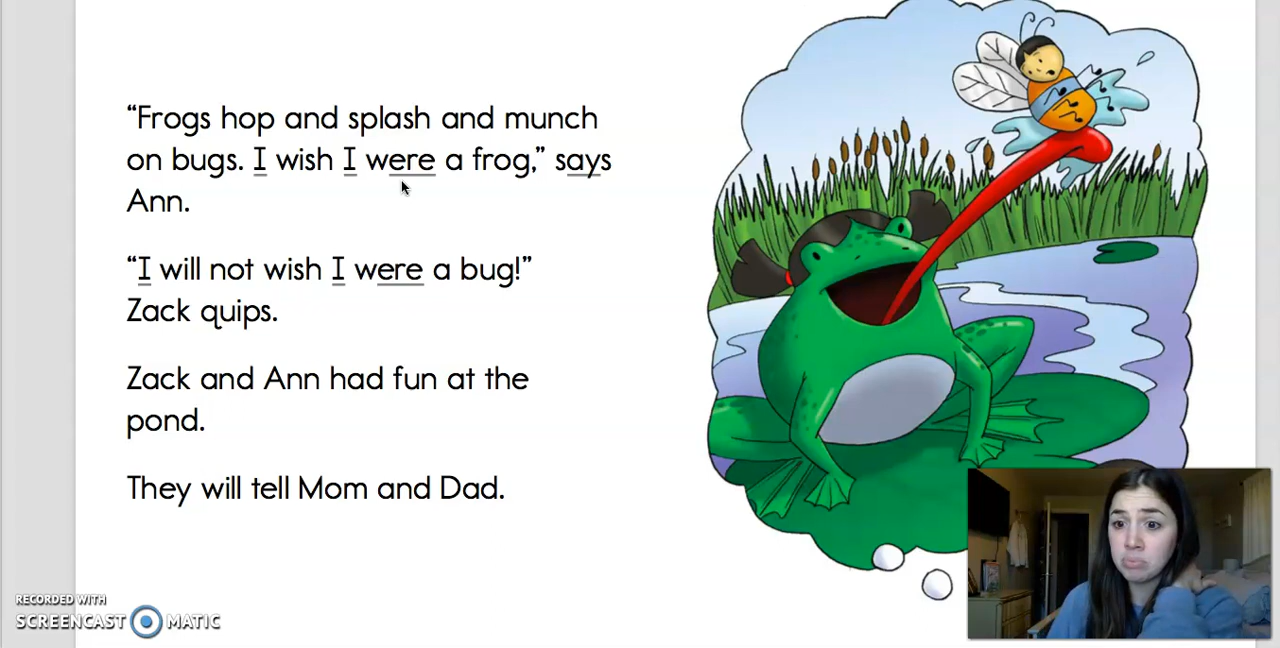 “Frogs hop and splash and munch
on bugs. I wish I were a frog,” says
Ann.
“I will not wish I were a bug!”
Zack quips.
Zack and Ann had fun at the
pond.
They will tell Mom and Dad.
RECORDED WITH
SCREENCAST MATIC